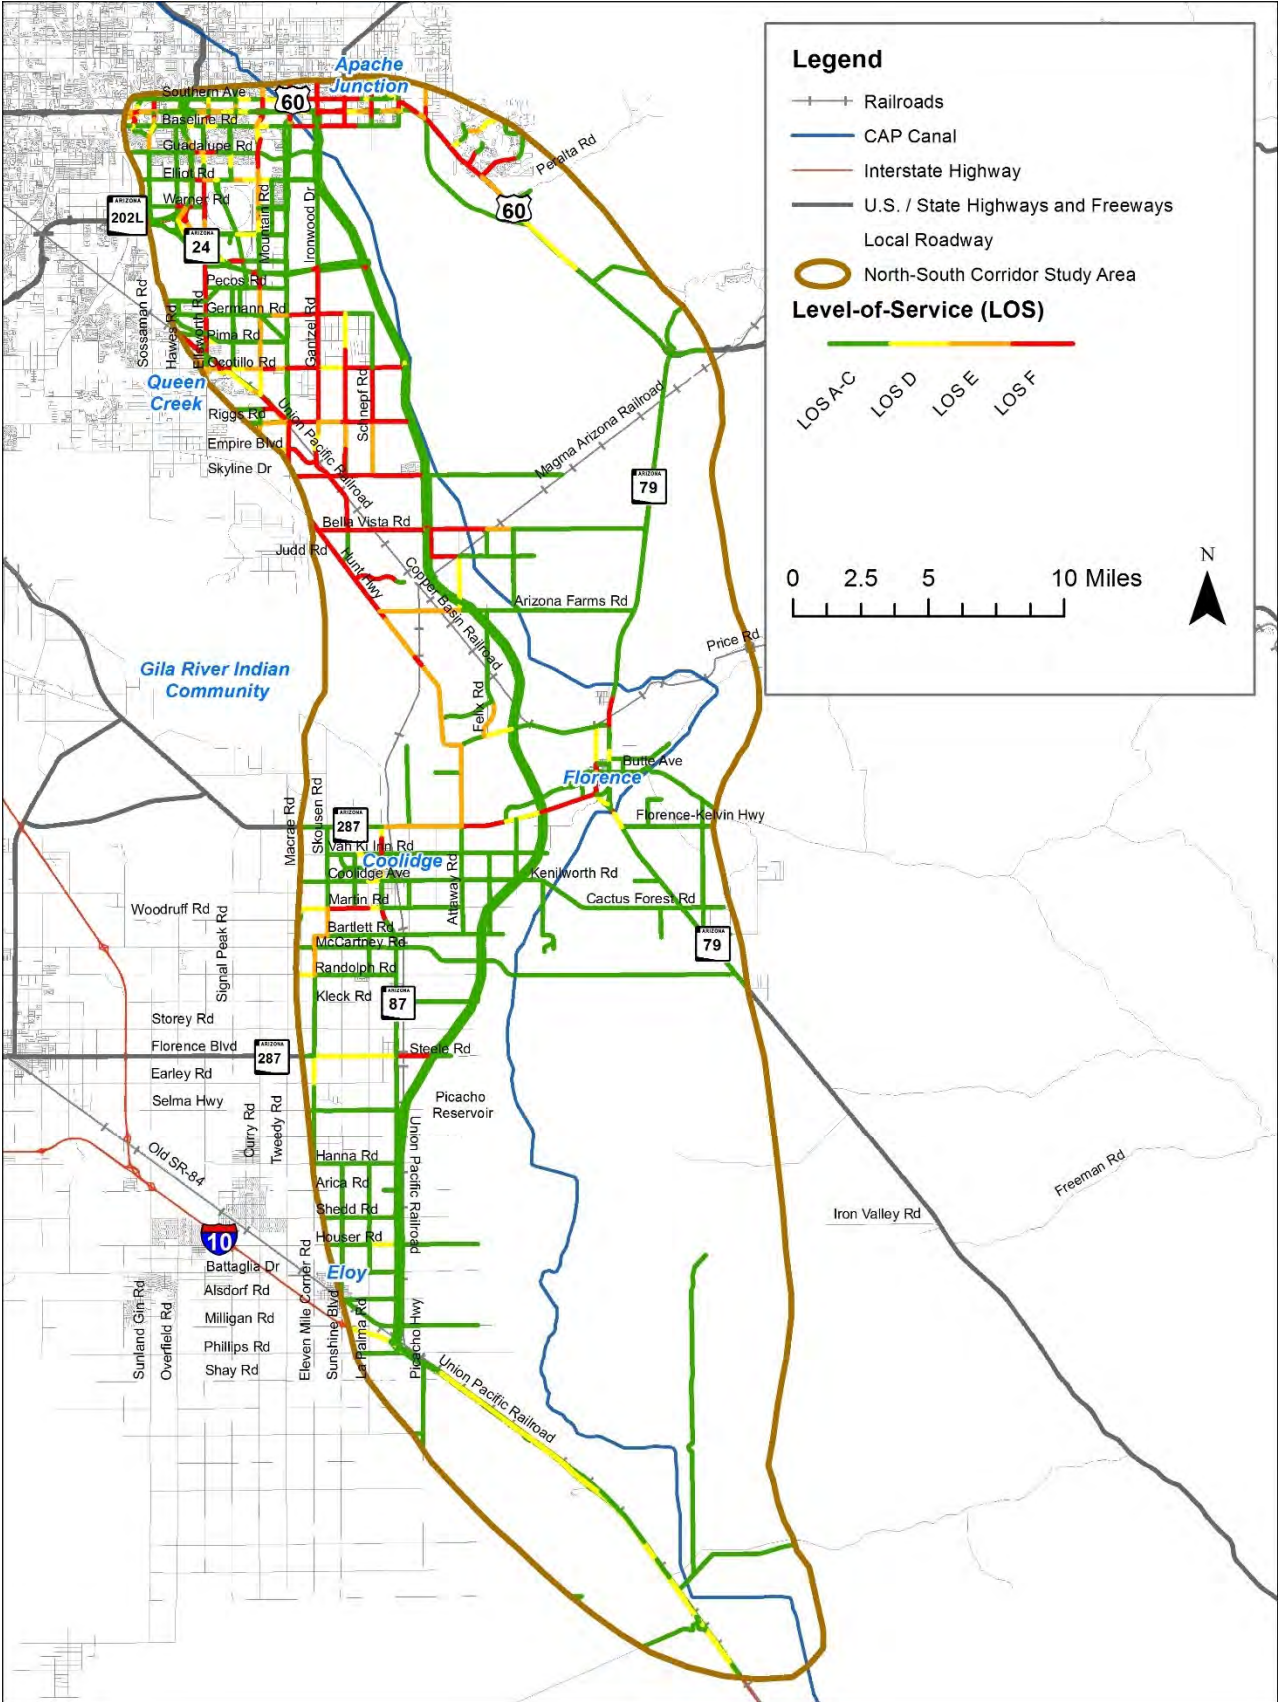 Legend
Railroads
CAP Canal
Interstate Highway
U.S. / State Highways and Freeways
Local Roadway
North-South Corridor Study Area
Level-of-Service (LOS)
LOS A-C
LOS D
LOS E
LOS F
0 2.5 5 10 Miles
N
Apache
Junction
Southern Ave
60
Baseline Rd
Guadalupe Rd
Elliot Rd
Peralta Rd
Warner Rd
ARIZONA
202L
60
ARIZONA
24
Mountain Rd
Ironwood Dr
Pecos Rd
Germann Rd
Sossaman Rd
Hawes Rd
Ellsworth Rd
Gantzel Rd
Pima Rd
Ocotillo Rd
Queen
Creek
Schnepf Rd
Riggs Rd
Union Pacific Railroad
Magma Arizona Railroad
Empire Blvd
Skyline Dr
ARIZONA
79
Bella Vista Rd
Judd Rd
Hunt Hwy
Copper Basin Railroad
Arizona Farms Rd
Price Rd
Gila River Indian
Community
Felix Rd
Butte Ave
Florence
Macrae Rd
Skousen Rd
ARIZONA
287
Florence-Kelvin Hwy
Van Ki Inn Rd
Coolidge
Coolidge Ave
Attaway Rd
Kenilworth Rd
Martin Rd
Cactus Forest Rd
Woodruff Rd
Signal Peak Rd
Bartlett Rd
McCartney Rd
ARIZONA
79
Randolph Rd
Kleck Rd
ARIZONA
87
Storey Rd
Florence Blvd
ARIZONA
287
Steele Rd
Earley Rd
Selma Hwy
Picacho
Reservoir
Curry Rd
Tweedy Rd
Union Pacific Railroad
Old SR-84
Hanna Rd
Arica Rd
Shedd Rd
Freeman Rd
Iron Valley Rd
10
Houser Rd
Battaglia Dr
Eloy
Alsdorf Rd
Milligan Rd
Phillips Rd
Shay Rd
Sunland Gin Rd
Overfield Rd
Eleven Mile Corner Rd
Sunshine Blvd
La Palma Rd
Picacho Hwy
Union Pacific Railroad